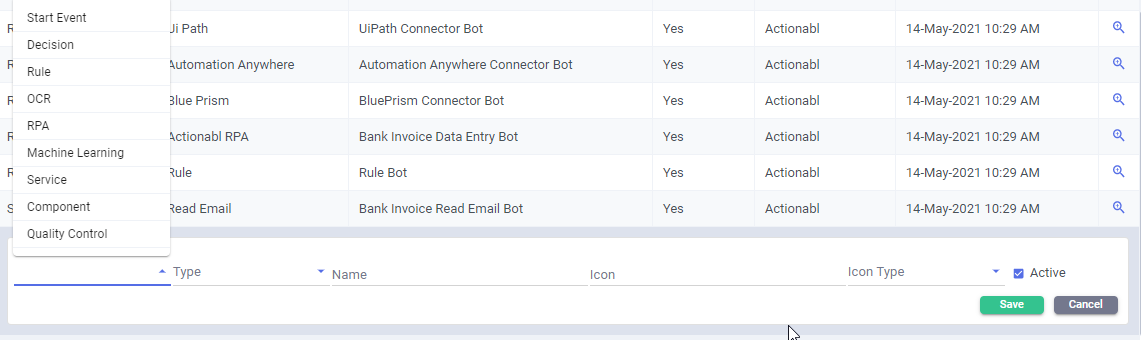 Start Event
Decision
Rule
OCR
RPA
Machine Learning
Service
Component
Quality Control
Ui Path UiPath Connector Bot Yes Actionabl 14-May-2021 10:29 AM
Automation Anywhere Automation Anywhere Connector Bot Yes Actionabl 14-May-2021 10:29 AM
Blue Prism BluePrism Connector Bot Yes Actionabl 14-May-2021 10:29 AM
Actionabl RPA Bank Invoice Data Entry Bot Yes Actionabl 14-May-2021 10:29 AM
Rule Rule Bot Yes Actionabl 14-May-2021 10:29 AM
Read Email Bank Invoice Read Email Bot Yes Actionabl 14-May-2021 10:29 AM
Type Name Icon Icon Type Active
Save Cancel